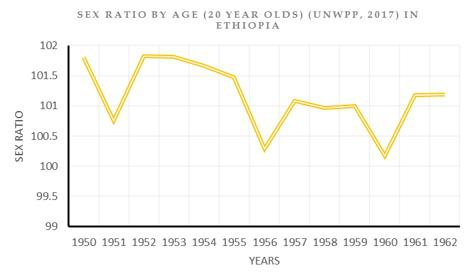 SEX RATIO BY AGE (20 YEAR OLDS) (UNWPP, 2017) IN
ETHIOPIA
102
101.5
101
100.5
100
99.5
99
SEX RATIO
1950 1951 1952 1953 1954 1955 1956 1957 1958 1959 1960 1961 1962
YEARS